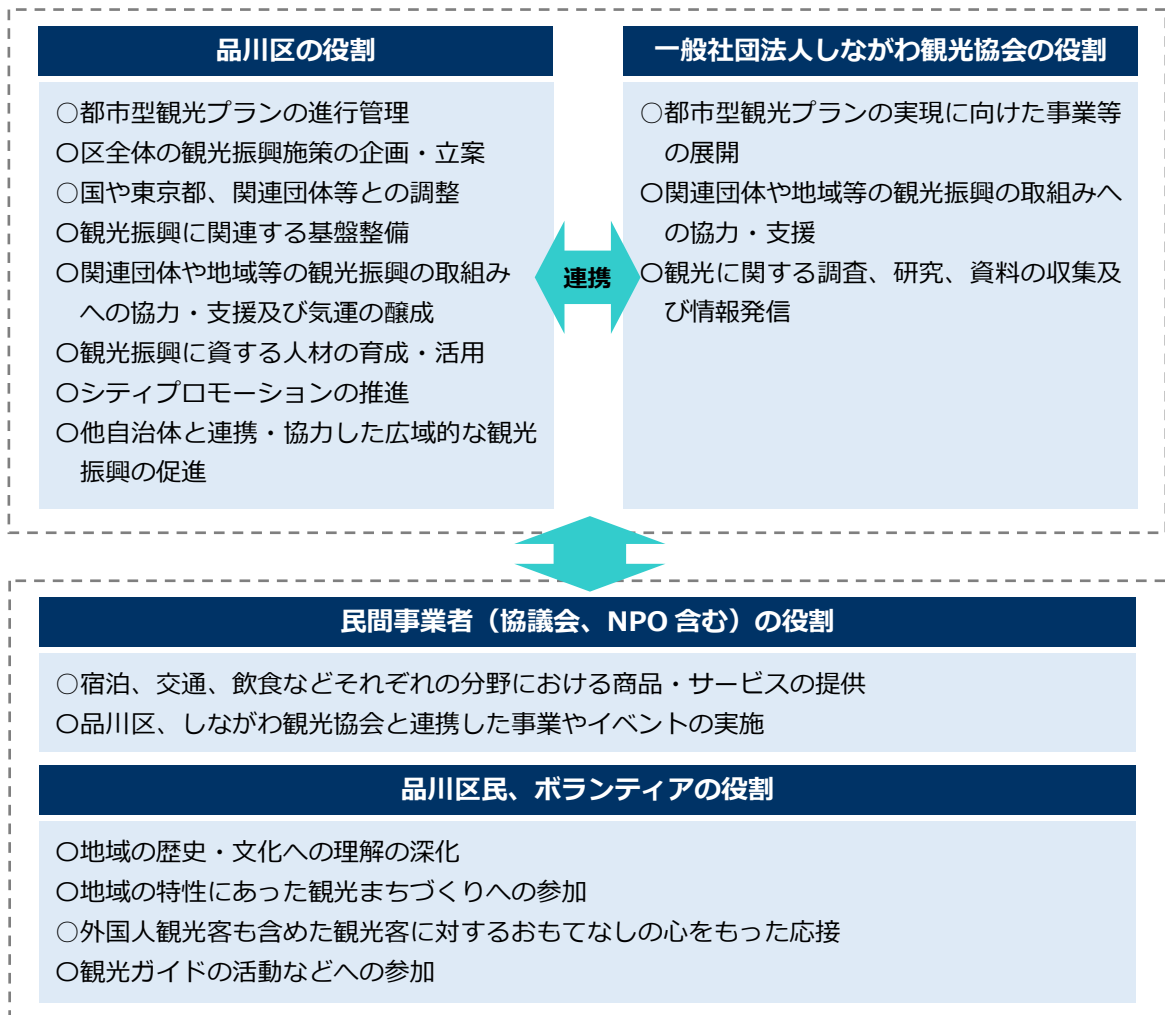 品川区の役割
○都市型観光プランの進行管理
〇区全体の観光振興施策の企画・立案
○国や東京都、関連団体等との調整
〇観光振興に関連する基盤整備
〇関連団体や地域等の観光振興の取組み
への協力・支援及び気運の醸成
〇観光振興に資する人材の育成・活用
〇シティプロモーションの推進
〇他自治体と連携・協力した広域的な観光
振興の促進
連携
一般社団法人しながわ観光協会の役割
○都市型観光プランの実現に向けた事業等
の展開
〇関連団体や地域等の観光振興の取組みへ
の協力・支援
〇観光に関する調査、研究、資料の収集及
び情報発信
民間事業者（協議会、NPO 含む）の役割
○宿泊、交通、飲食などそれぞれの分野における商品・サービスの提供
〇品川区、しながわ観光協会と連携した事業やイベントの実施
品川区民、ボランティアの役割
〇地域の歴史・文化への理解の深化
〇地域の特性にあった観光まちづくりへの参加
○外国人観光客も含めた観光客に対するおもてなしの心をもった応接
〇観光ガイドの活動などへの参加